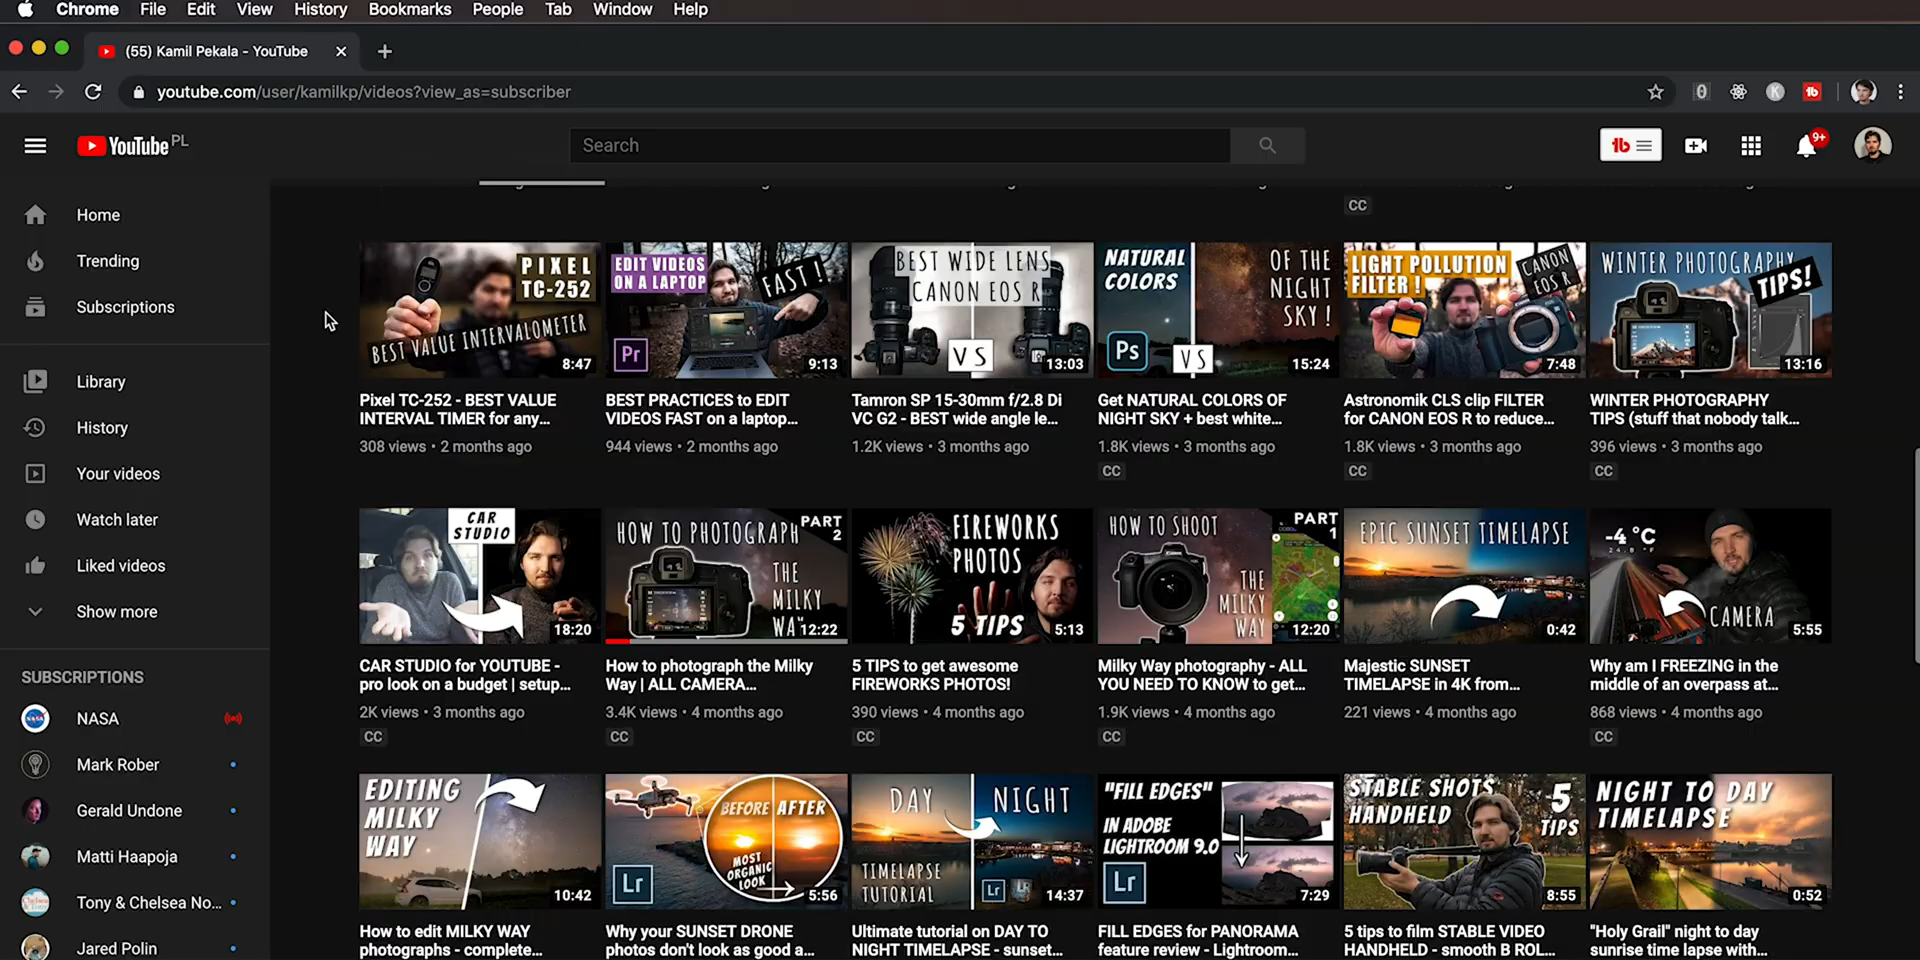 Chrome File Edit View History Bookmarks People Tab Window Help
(55) Kamil Pekala - YouTube
youtube.com/user/kamilkp/videos?view_as=subscriber
YouTube PL
Search
9+
Home
Trending
Subscriptions
Library
History
Your videos
Watch later
Liked videos
Show more
SUBSCRIPTIONS
NASA
Mark Rober
Gerald Undone
Matti Haapoja
Tony & Chelsea No...
Jared Polin
CC
PIXEL
TC-252
BEST VALUE INTERVALOMETER
8:47
Pixel TC-252 - BEST VALUE
INTERVAL TIMER for any...
308 views • 2 months ago
EDIT VIDEOS
ON A LAPTOP
FAST!
Pr
9:13
BEST PRACTICES to EDIT
VIDEOS FAST on a laptop...
944 views • 2 months ago
BEST WIDE LENS
CANON EOS R
VS
13:03
Tamron SP 15-30mm f/2.8 Di
VC G2 - BEST wide angle le...
1.2K views • 3 months ago
NATURAL
COLORS
OF THE
NIGHT
SKY!
Ps
VS
15:24
Get NATURAL COLORS OF
NIGHT SKY + best white...
1.8K views • 3 months ago
CC
LIGHT POLLUTION
FILTER!
CANON
EOS R
7:48
Astronomik CLS clip FILTER
for CANON EOS R to reduce...
1.8K views • 3 months ago
CC
WINTER PHOTOGRAPHY
TIPS!
13:16
WINTER PHOTOGRAPHY
TIPS (stuff that nobody talk...
396 views • 3 months ago
CC
CAR
STUDIO
18:20
CAR STUDIO for YOUTUBE -
pro look on a budget | setup...
2K views • 3 months ago
CC
HOW TO PHOTOGRAPH
PART
2
THE
MILKY
WAY
12:22
How to photograph the Milky
Way | ALL CAMERA...
3.4K views • 4 months ago
CC
FIREWORKS
PHOTOS
5 TIPS
5:13
5 TIPS to get awesome
FIREWORKS PHOTOS!
390 views • 4 months ago
CC
HOW TO SHOOT
PART
1
THE
MILKY
WAY
12:20
Milky Way photography - ALL
YOU NEED TO KNOW to get...
1.9K views • 4 months ago
CC
EPIC SUNSET TIMELAPSE
0:42
Majestic SUNSET
TIMELAPSE in 4K from...
221 views • 4 months ago
-4 °C
24.8 °F
CAMERA
5:55
Why am I FREEZING in the
middle of an overpass at...
868 views • 4 months ago
CC
EDITING
MILKY
WAY
10:42
How to edit MILKY WAY
photographs - complete...
BEFORE AFTER
MOST
ORGANIC
LOOK
Lr
5:56
Why your SUNSET DRONE
photos don't look as good a...
DAY NIGHT
TIMELAPSE
TUTORIAL
Lr
14:37
Ultimate tutorial on DAY TO
NIGHT TIMELAPSE - sunset...
"FILL EDGES"
IN ADOBE
LIGHTROOM 9.0
Lr
7:29
FILL EDGES for PANORAMA
feature review - Lightroom...
STABLE SHOTS
HANDHELD
5
TIPS
8:55
5 tips to film STABLE VIDEO
HANDHELD - smooth B ROL...
NIGHT TO DAY
TIMELAPSE
0:52
"Holy Grail" night to day
sunrise time lapse with...